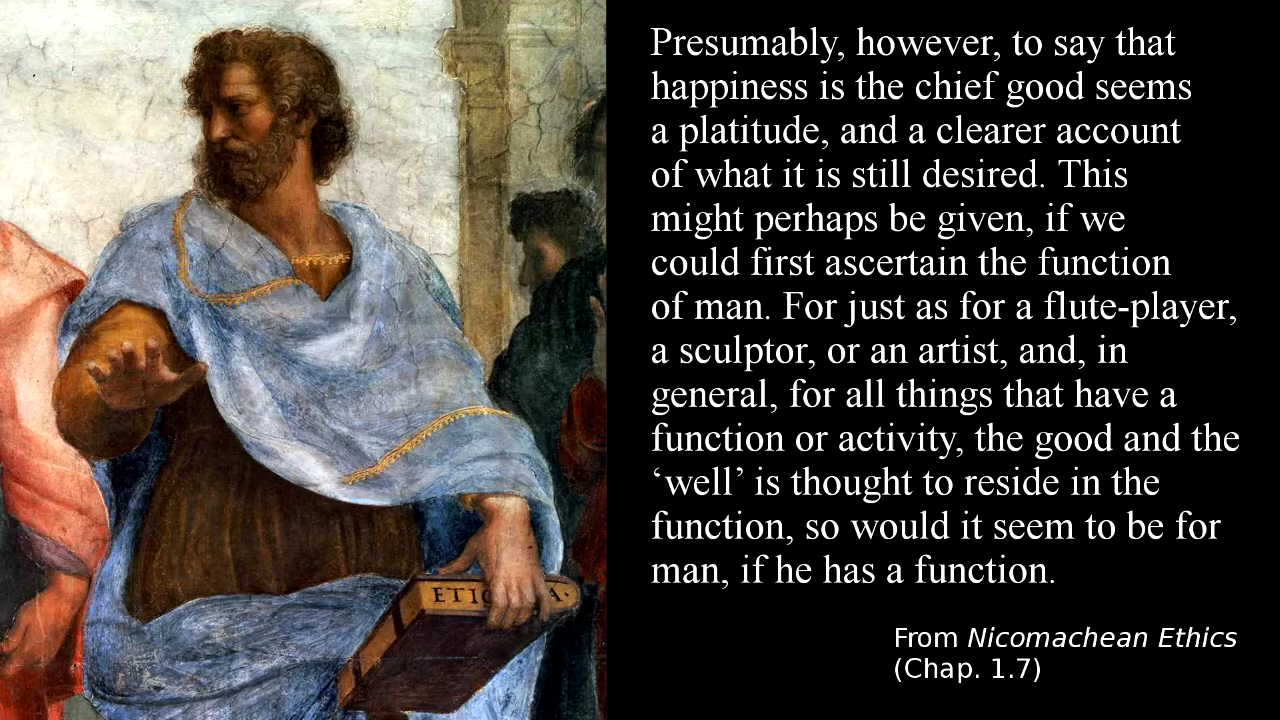 Presumably, however, to say that
happiness is the chief good seems
a platitude, and a clearer account
of what it is still desired. This
might perhaps be given, if we
could first ascertain the function
of man. For just as for a flute-player,
a sculptor, or an artist, and, in
general, for all things that have a
function or activity, the good and the
‘well’ is thought to reside in the
function, so would it seem to be for
man, if he has a function.
From Nicomachean Ethics
(Chap. 1.7)